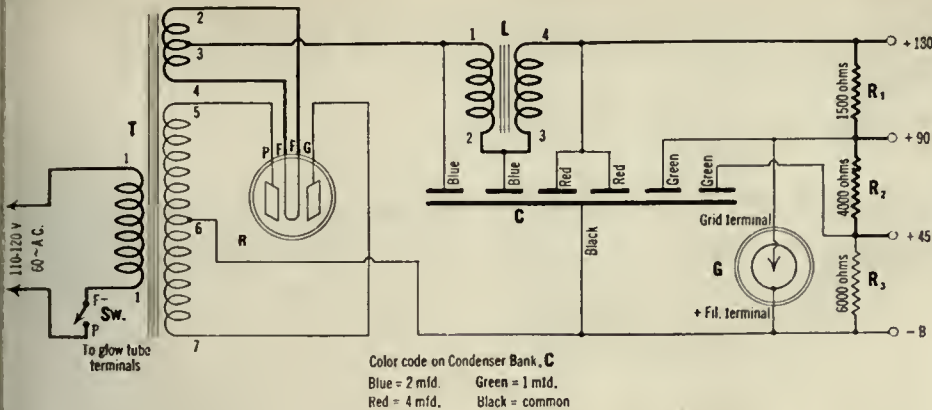 T
1
1
110-120 V
60~ A.C.
F-
Sw.
P
To glow tube
terminals
2
3
4
5
6
7
P
F
F
G
R
L
1
4
2
3
Blue
Blue
Red
Red
Green
Green
C
Black
Grid terminal
G
+ Fil. terminal
+ 180
1500 ohms
R1
+ 90
4000 ohms
R2
+ 45
6000 ohms
R3
- B
Color code on Condenser Bank, C
Blue = 2 mfd. Green = 1 mfd.
Red = 4 mfd. Black = common